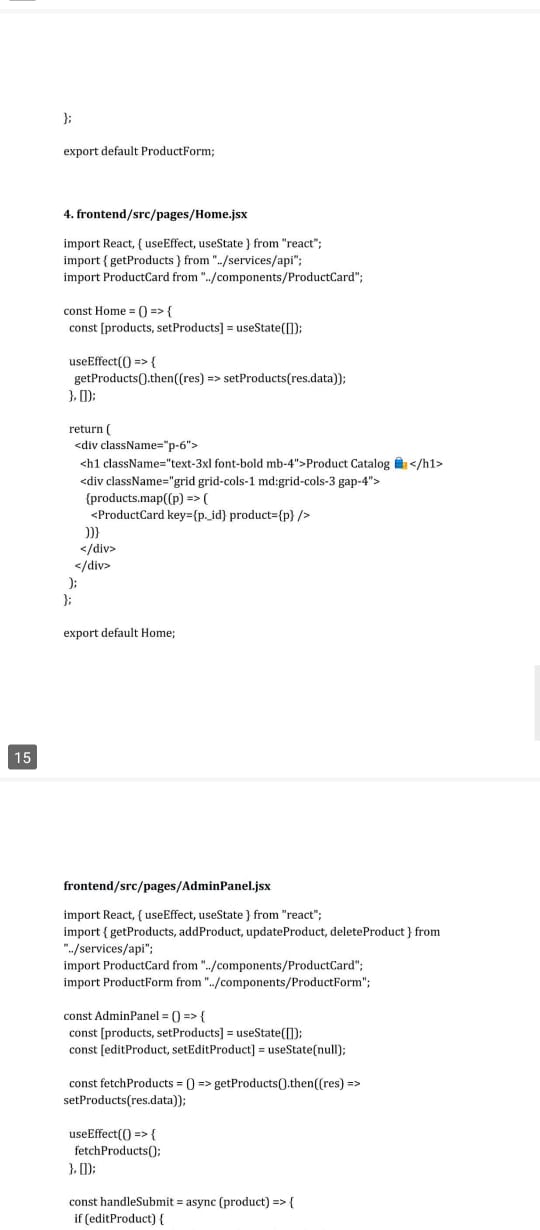 };
export default ProductForm;
4. frontend/src/pages/Home.jsx
import React, { useEffect, useState } from "react";
import { getProducts } from "../services/api";
import ProductCard from "../components/ProductCard";
const Home = () => {
const [products, setProducts] = useState([]);
useEffect(() => {
getProducts().then((res) => setProducts(res.data));
}, []);
return (
<div className="p-6">
<h1 className="text-3xl font-bold mb-4">Product Catalog 🛍️</h1>
<div className="grid grid-cols-1 md:grid-cols-3 gap-4">
{products.map((p) => (
<ProductCard key={p._id} product={p} />
))}
</div>
</div>
);
};
export default Home;
15
frontend/src/pages/AdminPanel.jsx
import React, { useEffect, useState } from "react";
import { getProducts, addProduct, updateProduct, deleteProduct } from
"../services/api";
import ProductCard from "../components/ProductCard";
import ProductForm from "../components/ProductForm";
const AdminPanel = () => {
const [products, setProducts] = useState([]);
const [editProduct, setEditProduct] = useState(null);
const fetchProducts = () => getProducts().then((res) =>
setProducts(res.data));
useEffect(() => {
fetchProducts();
}, []);
const handleSubmit = async (product) => {
if (editProduct) {